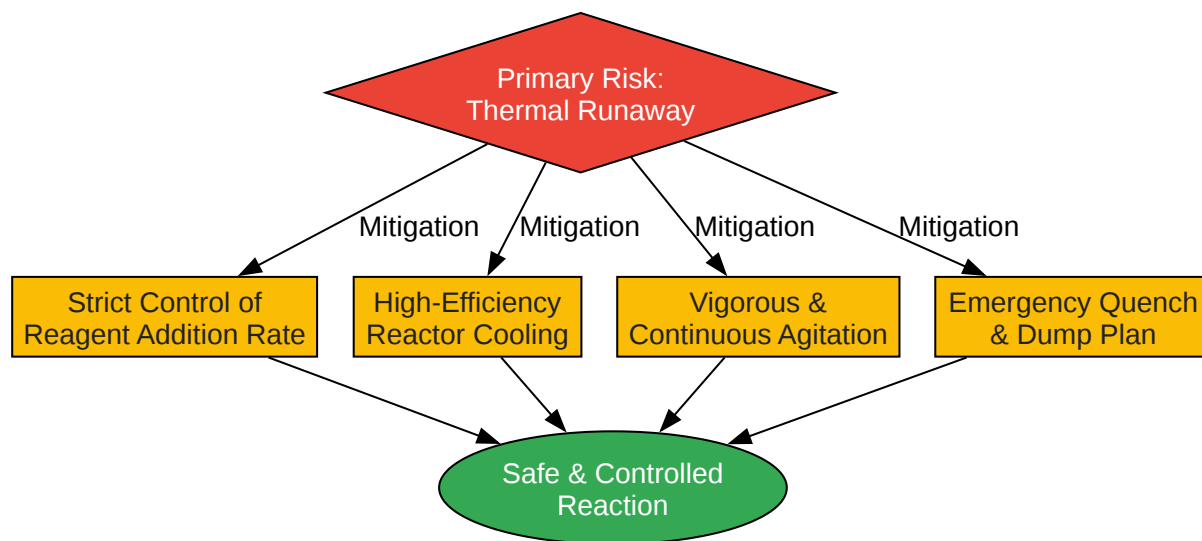 Primary Risk:
Thermal Runaway
Mitigation
Mitigation
Mitigation
Mitigation
Strict Control of
Reagent Addition Rate
High-Efficiency
Reactor Cooling
Vigorous &
Continuous Agitation
Emergency Quench
& Dump Plan
Safe & Controlled
Reaction